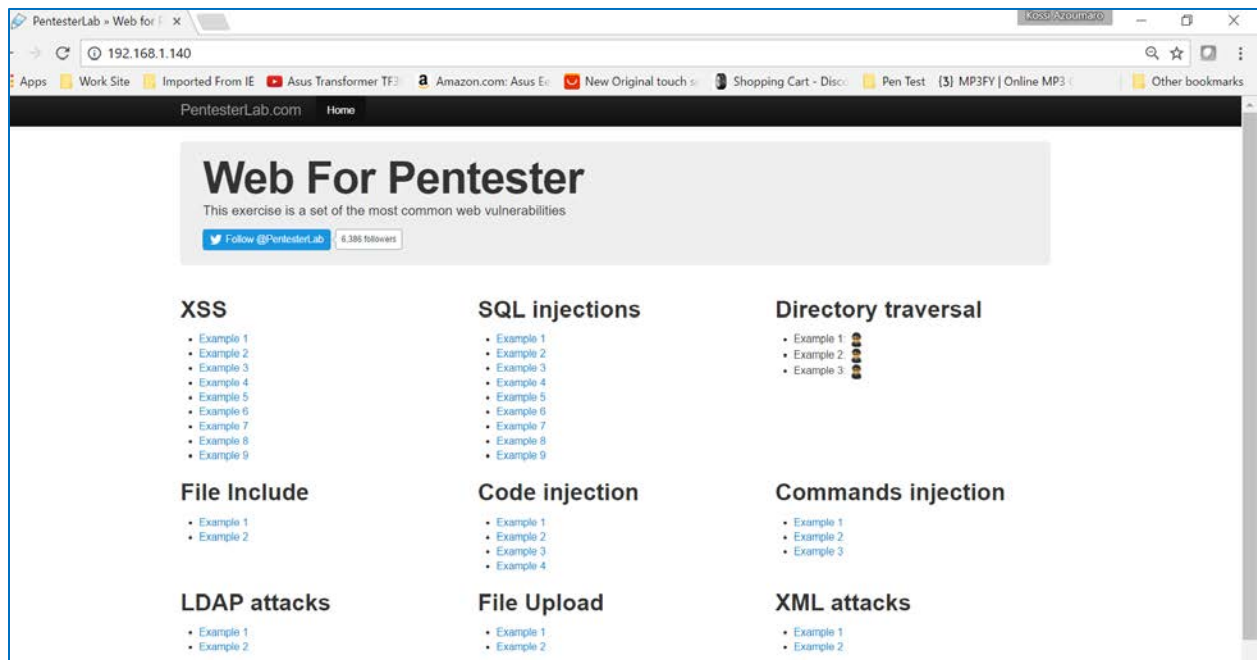 PentesterLab » Web for
Kossi Azoumaro
192.168.1.140
Apps Work Site Imported From IE Asus Transformer TF3 Amazon.com: Asus Ee New Original touch s Shopping Cart - Disco Pen Test {3} MP3FY | Online MP3 Other bookmarks
PentesterLab.com Home
Web For Pentester
This exercise is a set of the most common web vulnerabilities
Follow @PentesterLab 6,386 followers
XSS
Example 1
Example 2
Example 3
Example 4
Example 5
Example 6
Example 7
Example 8
Example 9
SQL injections
Example 1
Example 2
Example 3
Example 4
Example 5
Example 6
Example 7
Example 8
Example 9
Directory traversal
Example 1:
Example 2:
Example 3:
File Include
Example 1
Example 2
Code injection
Example 1
Example 2
Example 3
Example 4
Commands injection
Example 1
Example 2
Example 3
LDAP attacks
Example 1
Example 2
File Upload
Example 1
Example 2
XML attacks
Example 1
Example 2